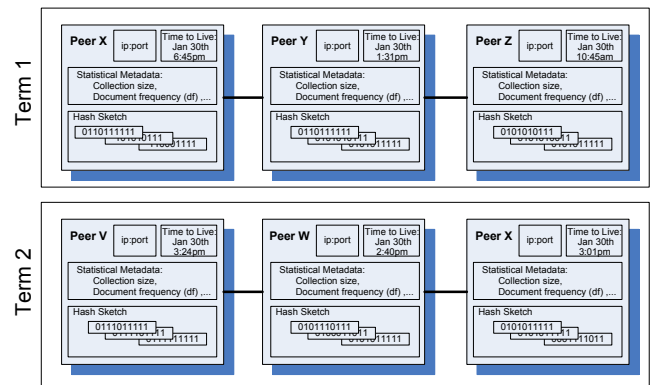 Term 1
Peer X
ip:port
Time to Live:
Jan 30th
6:45pm
Statistical Metadata:
Collection size,
Document frequency (df) ,...
Hash Sketch
0110111111
Peer Y
ip:port
Time to Live:
Jan 30th
1:31pm
Statistical Metadata:
Collection size,
Document frequency (df) ,...
Hash Sketch
0110111111
Peer Z
ip:port
Time to Live:
Jan 30th
10:45am
Statistical Metadata:
Collection size,
Document frequency (df) ,...
Hash Sketch
0101010111
Term 2
Peer V
ip:port
Time to Live:
Jan 30th
3:24pm
Statistical Metadata:
Collection size,
Document frequency (df) ,...
Hash Sketch
0111011111
Peer W
ip:port
Time to Live:
Jan 30th
2:40pm
Statistical Metadata:
Collection size,
Document frequency (df) ,...
Hash Sketch
0101110111
Peer X
ip:port
Time to Live:
Jan 30th
3:01pm
Statistical Metadata:
Collection size,
Document frequency (df) ,...
Hash Sketch
0101011111